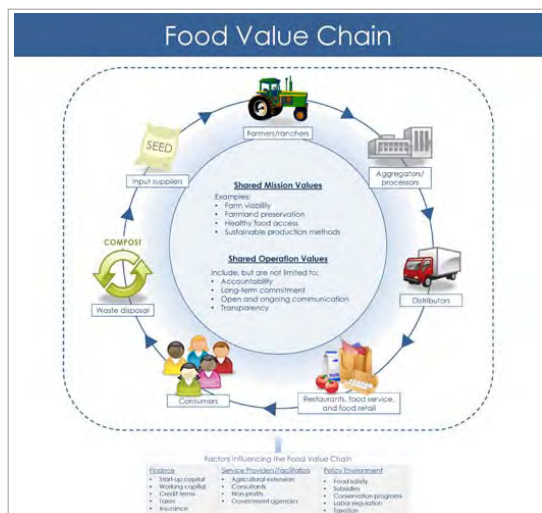 Food Value Chain
Farmers/ranchers
SEED
Input suppliers
Aggregators/
processors
Shared Mission Values
Examples:
• Farm viability
• Farmland preservation
• Healthy food access
• Sustainable production methods
Shared Operation Values
Include, but are not limited to:
• Accountability
• Long-term commitment
• Open and ongoing communication
• Transparency
COMPOST
Waste disposal
Distributors
Consumers
Restaurants, food service,
and food retail
Factors Influencing the Food Value Chain
Finance
• Start-up capital
• Working capital
• Credit terms
• Taxes
• Insurance
Service Providers/Facilitators
• Agricultural extension
• Consultants
• Non-profits
• Government agencies
Policy Environment
• Food safety
• Subsidies
• Conservation programs
• Labor regulation
• Taxation